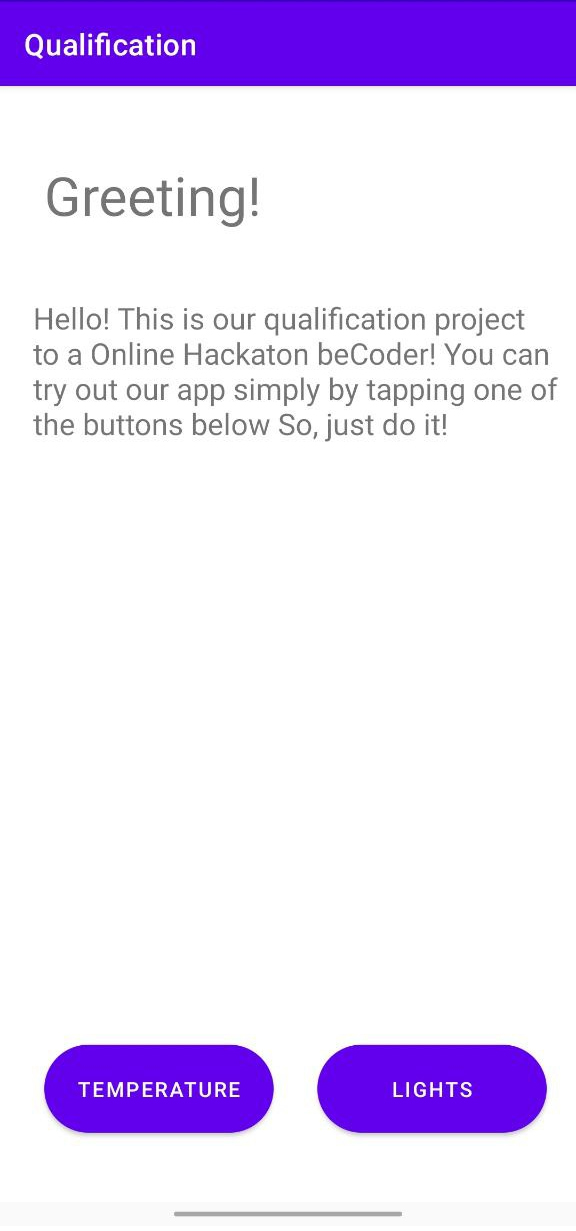 Qualification
Greeting!
Hello! This is our qualification project
to a Online Hackaton beCoder! You can
try out our app simply by tapping one of
the buttons below So, just do it!
TEMPERATURE
LIGHTS